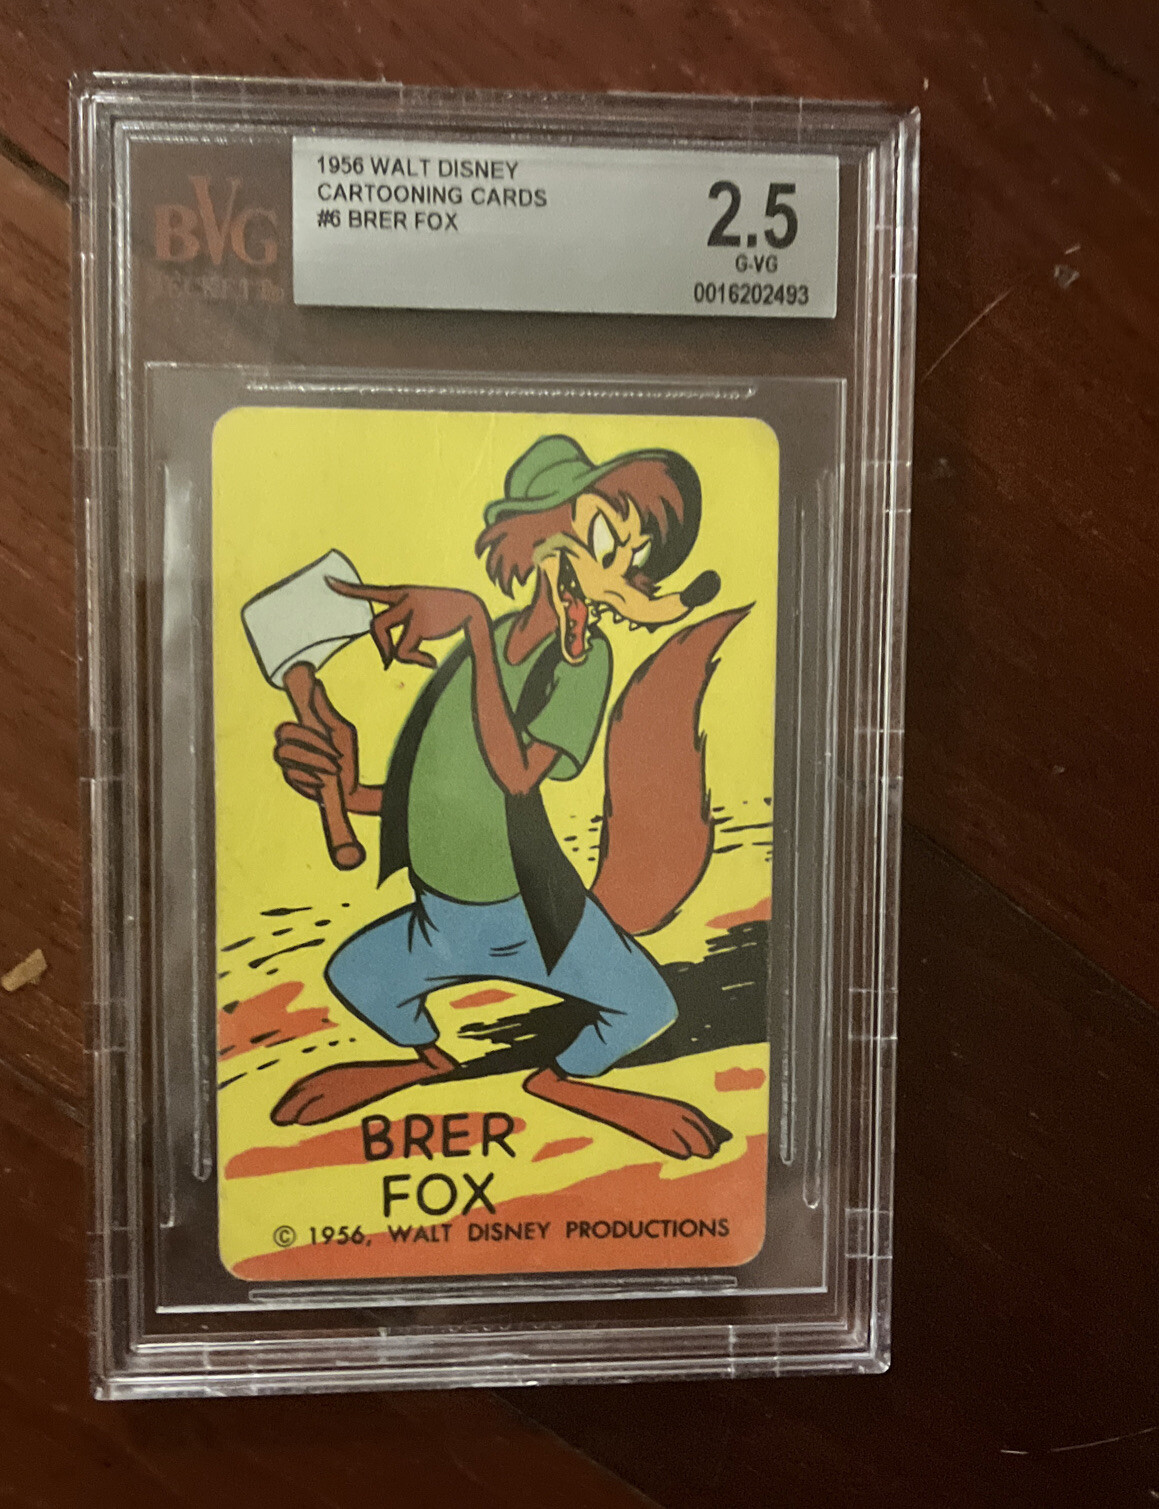 BVG
BECKETT
1956 WALT DISNEY
CARTOONING CARDS
#6 BRER FOX
2.5
G-VG
0016202493
BRER
FOX
© 1956, WALT DISNEY PRODUCTIONS